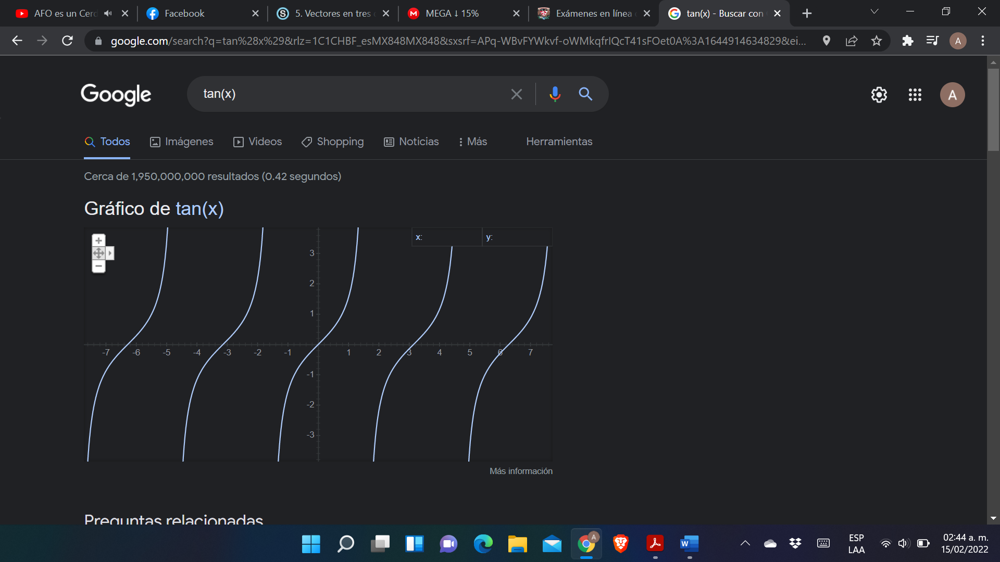 AFO es un Cerd
Facebook
5. Vectores en tres
MEGA ↓ 15%
Exámenes en línea
tan(x) - Buscar con
google.com/search?q=tan%28x%29&rlz=1C1CHBF_esMX848MX848&sxsrf=APq-WBvFYWkvf-oWMkqfrIQcT41sFOet0A%3A1644914634829&ei...
A
Google
tan(x)
A
Todos
Imágenes
Videos
Shopping
Noticias
Más
Herramientas
Cerca de 1,950,000,000 resultados (0.42 segundos)
Gráfico de tan(x)
x:
y:
3
2
1
-7 -6 -5 -4 -3 -2 -1 1 2 3 4 5 6 7
-1
-2
-3
Más información
Preguntas relacionadas
A
ESP
LAA
02:44 a. m.
15/02/2022